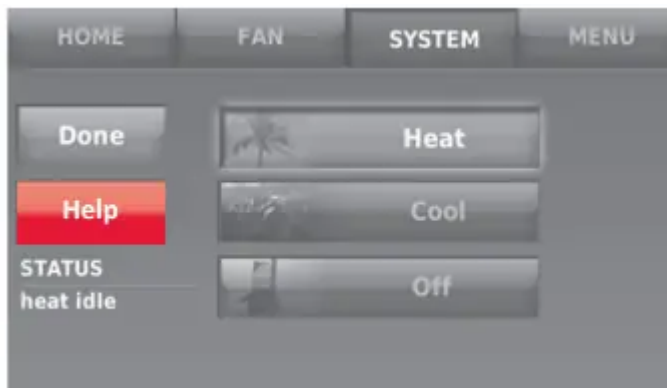 HOME FAN SYSTEM MENU
Done
Heat
Help
Cool
STATUS
heat idle
Off